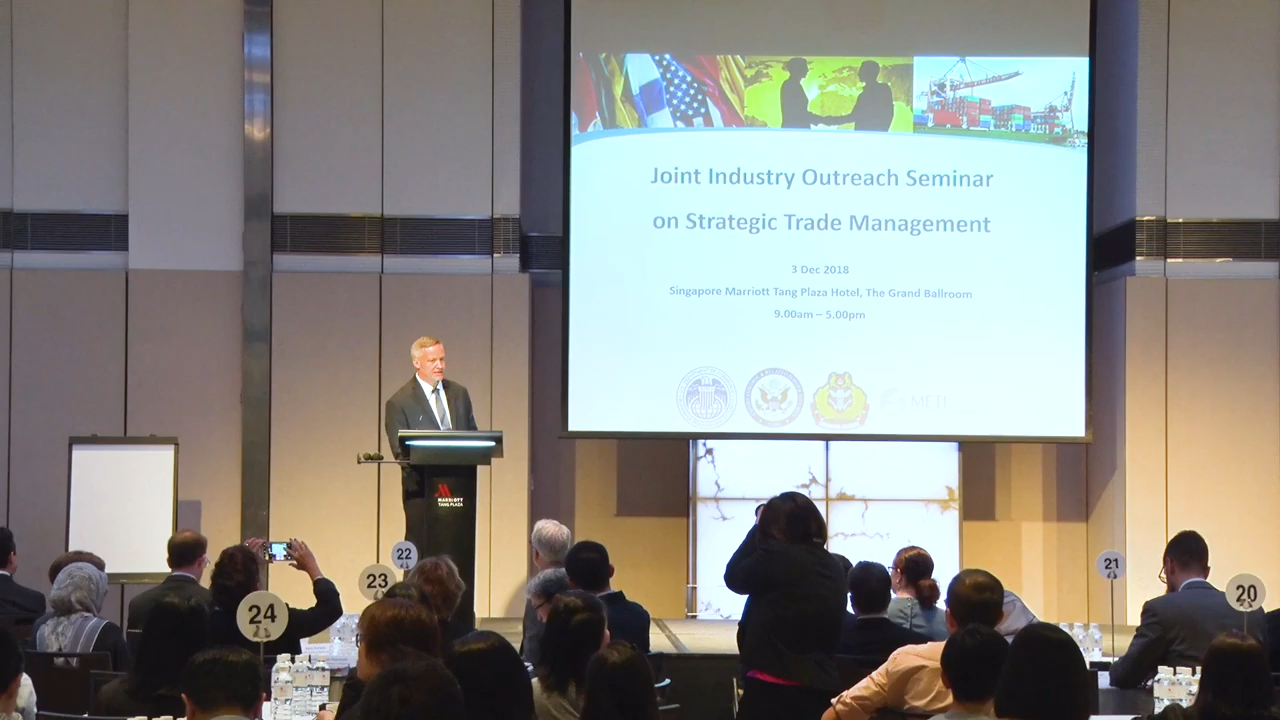 Joint Industry Outreach Seminar
on Strategic Trade Management
3 Dec 2018
Singapore Marriott Tang Plaza Hotel, The Grand Ballroom
9.00am – 5.00pm
METI
MARRIOTT
TANG PLAZA
22
23
24
21
20